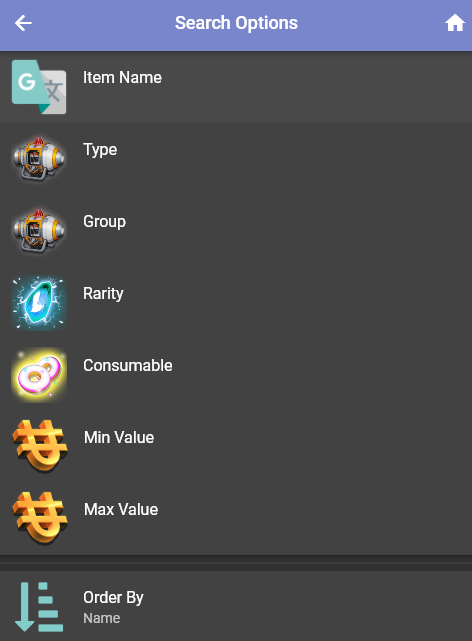 Search Options
G 文
Item Name
Type
Group
Rarity
Consumable
Min Value
Max Value
Order By
Name